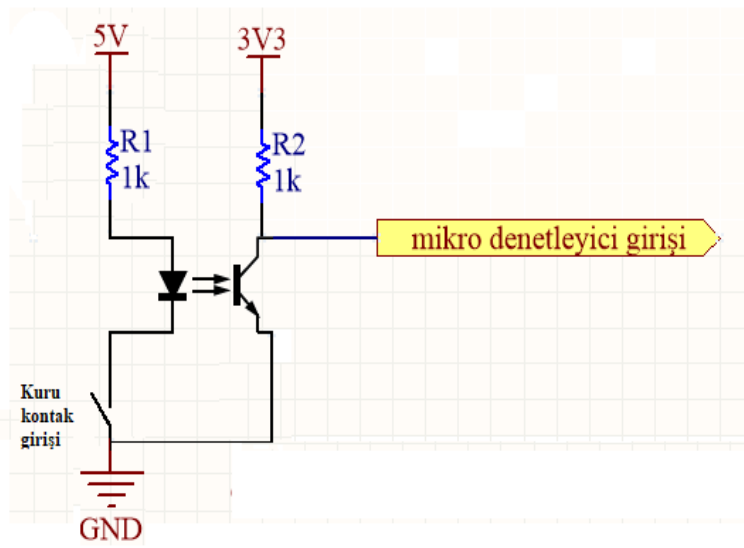 5V
3V3
R1
1k
R2
1k
mikro denetleyici girişi
Kuru
kontak
girişi
GND